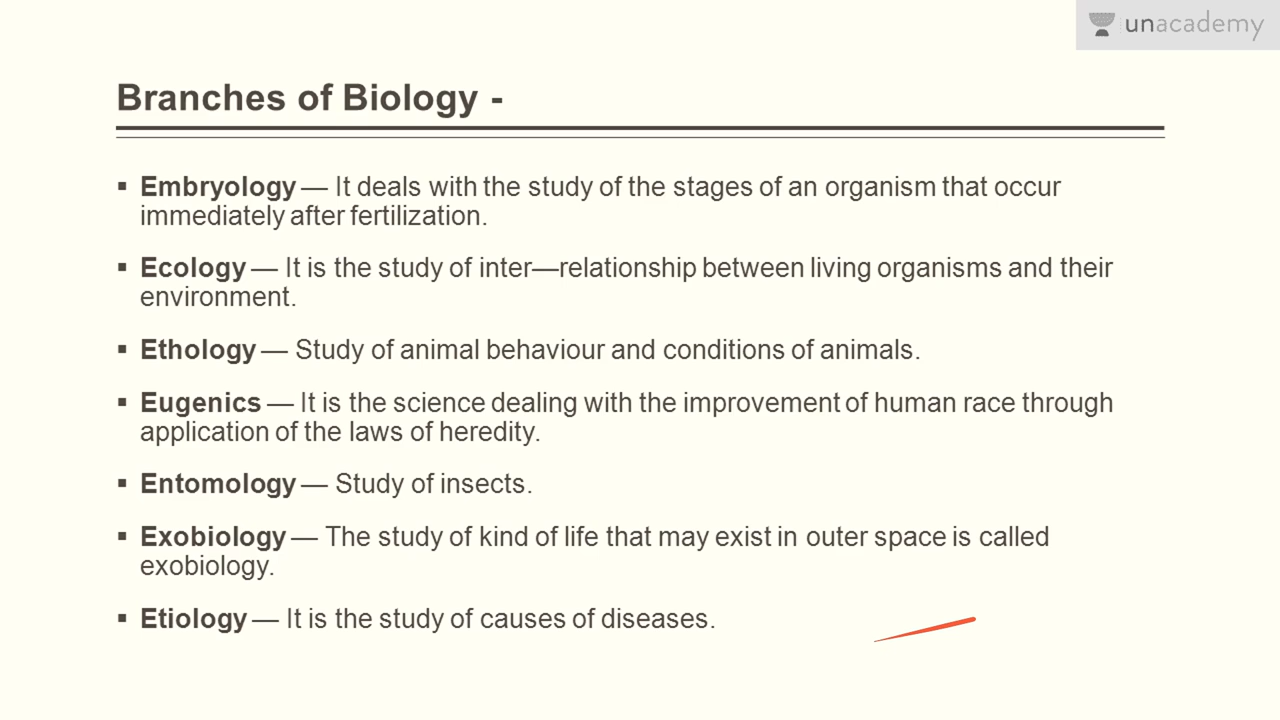 unacademy
Branches of Biology -
▪ Embryology — It deals with the study of the stages of an organism that occur
immediately after fertilization.
▪ Ecology — It is the study of inter—relationship between living organisms and their
environment.
▪ Ethology — Study of animal behaviour and conditions of animals.
▪ Eugenics — It is the science dealing with the improvement of human race through
application of the laws of heredity.
▪ Entomology — Study of insects.
▪ Exobiology — The study of kind of life that may exist in outer space is called
exobiology.
▪ Etiology — It is the study of causes of diseases.